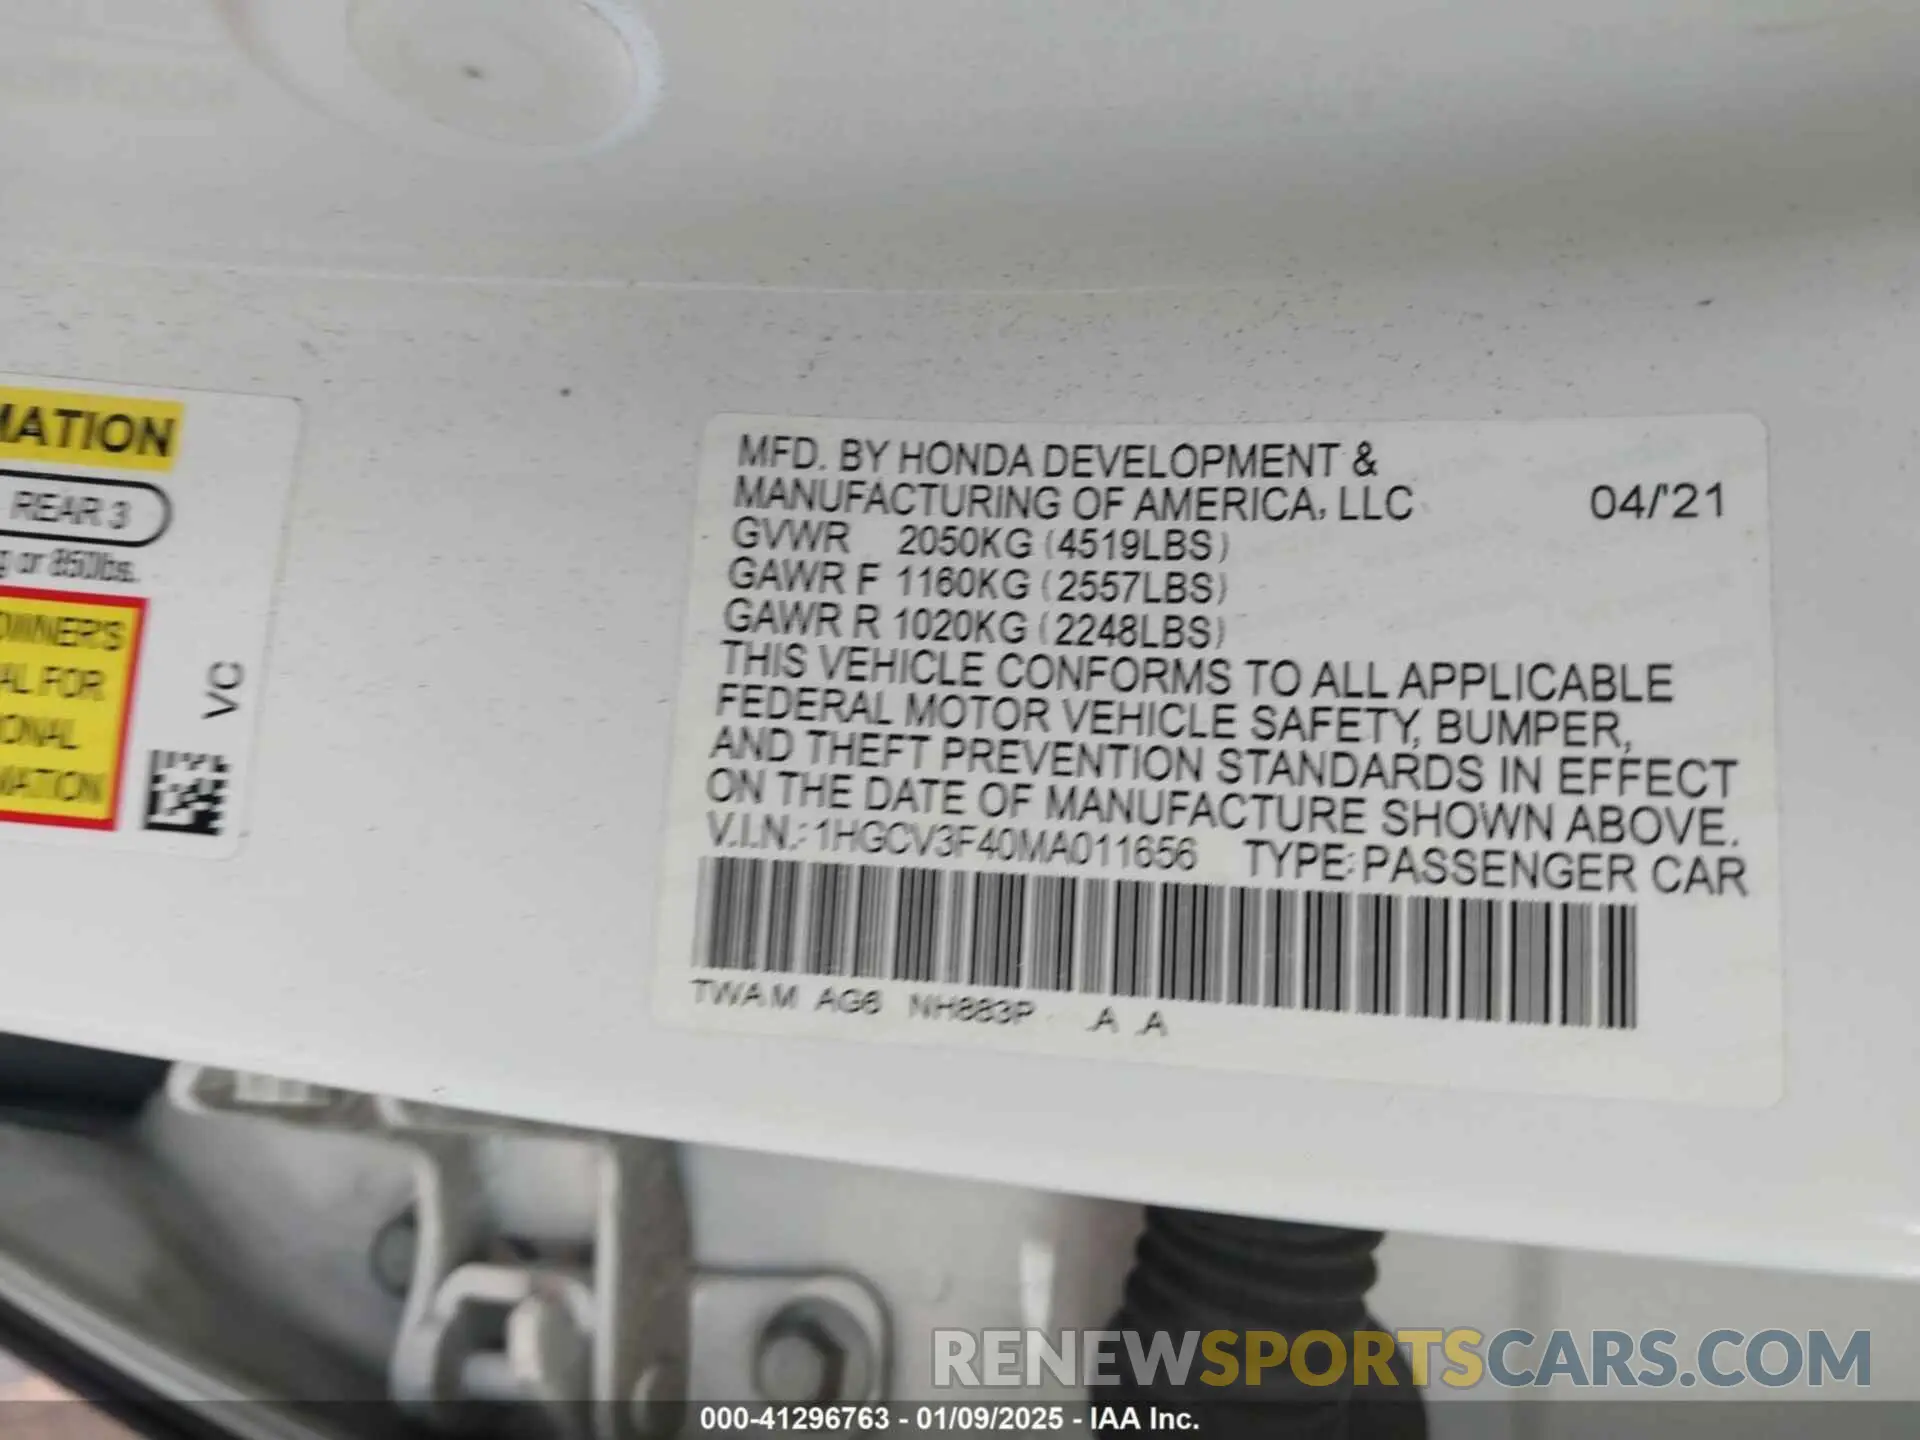 MATION
REAR 3
g or 850lbs.
OWNER'S
AL FOR
IONAL
MATION
VC
MFD. BY HONDA DEVELOPMENT &
MANUFACTURING OF AMERICA, LLC 04/'21
GVWR 2050KG (4519LBS)
GAWR F 1160KG (2557LBS)
GAWR R 1020KG (2248LBS)
THIS VEHICLE CONFORMS TO ALL APPLICABLE
FEDERAL MOTOR VEHICLE SAFETY, BUMPER,
AND THEFT PREVENTION STANDARDS IN EFFECT
ON THE DATE OF MANUFACTURE SHOWN ABOVE.
V.I.N.: 1HGCV3F40MA011656 TYPE: PASSENGER CAR
TWAM AG6 NH883P A A
RENEWSPORTSCARS.COM
000-41296763 - 01/09/2025 - IAA Inc.